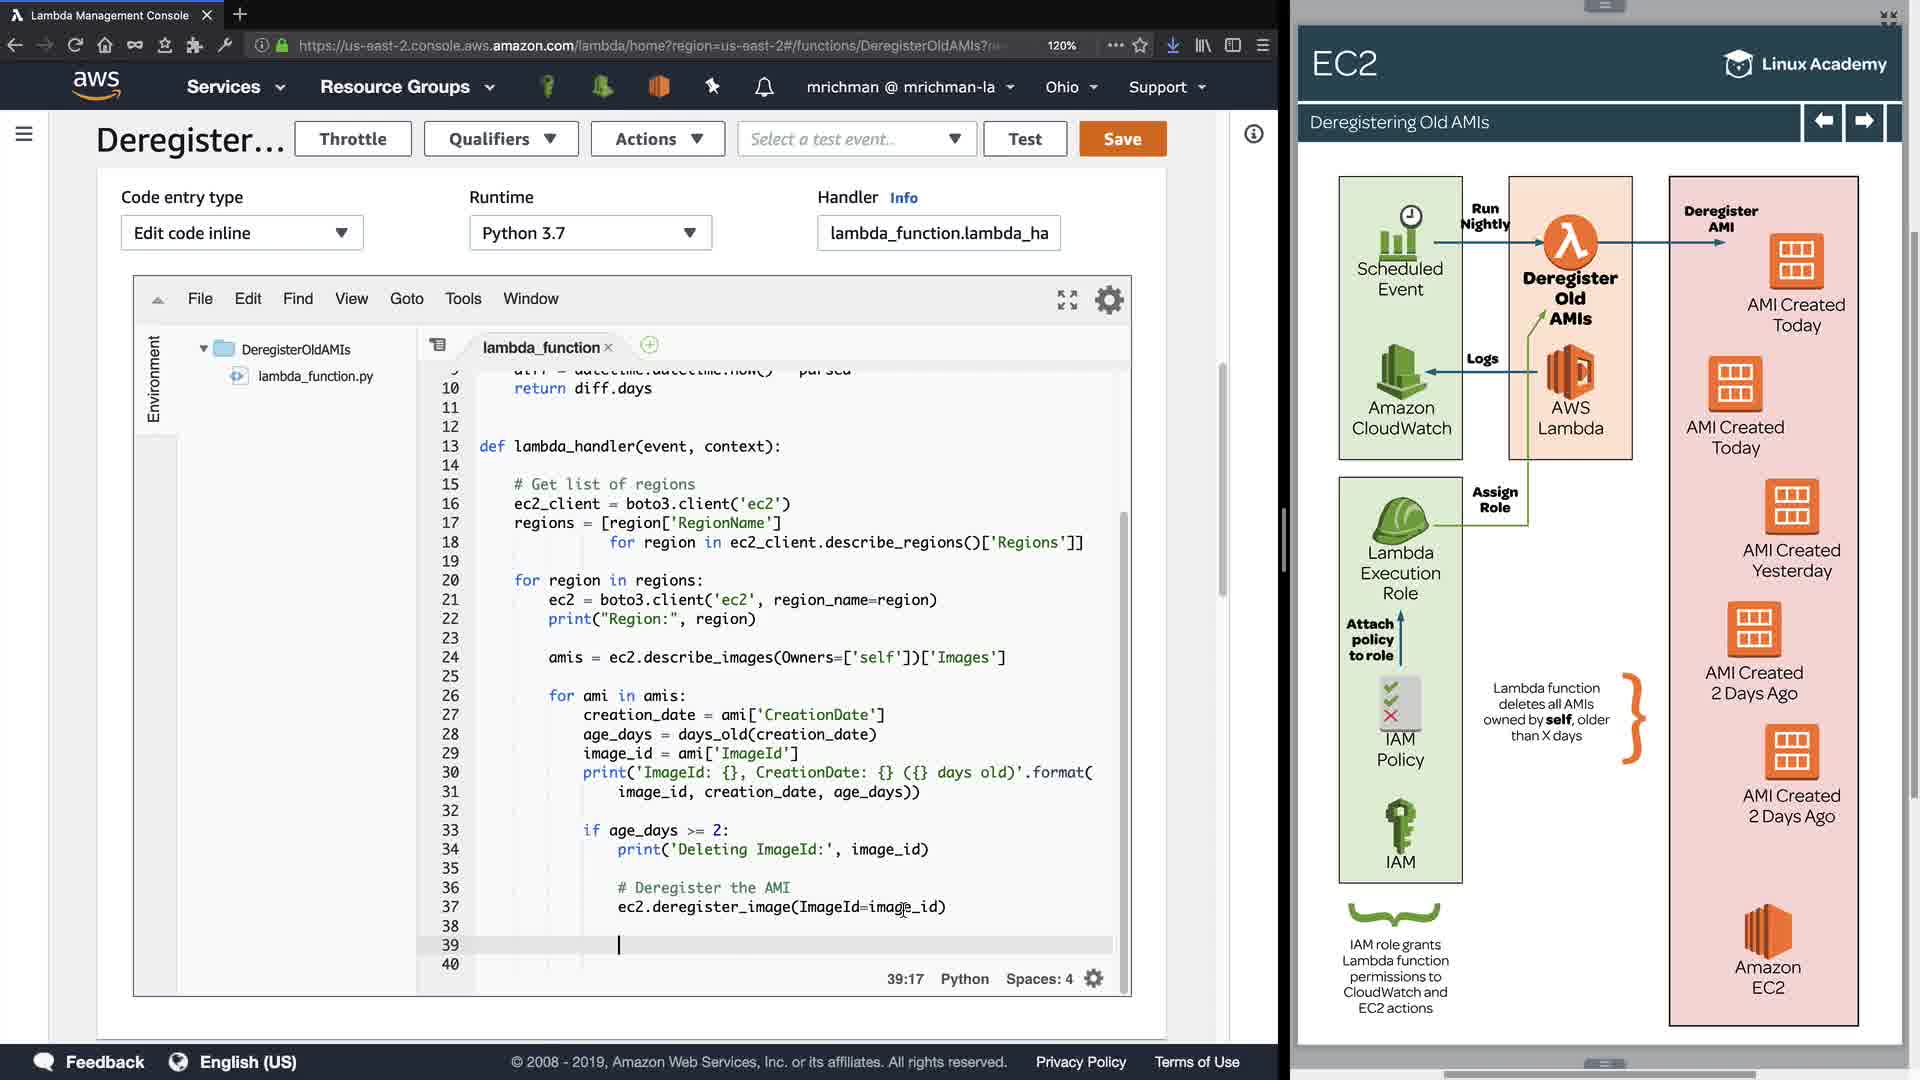 Lambda Management Console
https://us-east-2.console.aws.amazon.com/lambda/home?region=us-east-2#/functions/DeregisterOldAMIs?
120%
aws
Services
Resource Groups
mrichman @ mrichman-la
Ohio
Support
Deregister...
Throttle
Qualifiers
Actions
Select a test event..
Test
Save
Code entry type
Runtime
Handler Info
Edit code inline
Python 3.7
lambda_function.lambda_ha
File Edit Find View Goto Tools Window
Environment
DeregisterOldAMIs
lambda_function.py
lambda_function
9 diff = datetime.datetime.now() - parsed
10 return diff.days
11
12
13 def lambda_handler(event, context):
14
15 # Get list of regions
16 ec2_client = boto3.client('ec2')
17 regions = [region['RegionName']
18 for region in ec2_client.describe_regions()['Regions']]
19
20 for region in regions:
21 ec2 = boto3.client('ec2', region_name=region)
22 print("Region:", region)
23
24 amis = ec2.describe_images(Owners=['self'])['Images']
25
26 for ami in amis:
27 creation_date = ami['CreationDate']
28 age_days = days_old(creation_date)
29 image_id = ami['ImageId']
30 print('ImageId: {}, CreationDate: {} ({} days old)'.format(
31 image_id, creation_date, age_days))
32
33 if age_days >= 2:
34 print('Deleting ImageId:', image_id)
35
36 # Deregister the AMI
37 ec2.deregister_image(ImageId=image_id)
38
39
40
39:17 Python Spaces: 4
Feedback
English (US)
© 2008 - 2019, Amazon Web Services, Inc. or its affiliates. All rights reserved.
Privacy Policy
Terms of Use
EC2
Linux Academy
Deregistering Old AMIs
Scheduled
Event
Run
Nightly
Deregister
Old
AMIs
Deregister
AMI
AMI Created
Today
Amazon
CloudWatch
Logs
AWS
Lambda
AMI Created
Today
Lambda
Execution
Role
Assign
Role
AMI Created
Yesterday
Attach
policy
to role
AMI Created
2 Days Ago
IAM
Policy
Lambda function
deletes all AMIs
owned by self, older
than X days
AMI Created
2 Days Ago
IAM
IAM role grants
Lambda function
permissions to
CloudWatch and
EC2 actions
Amazon
EC2